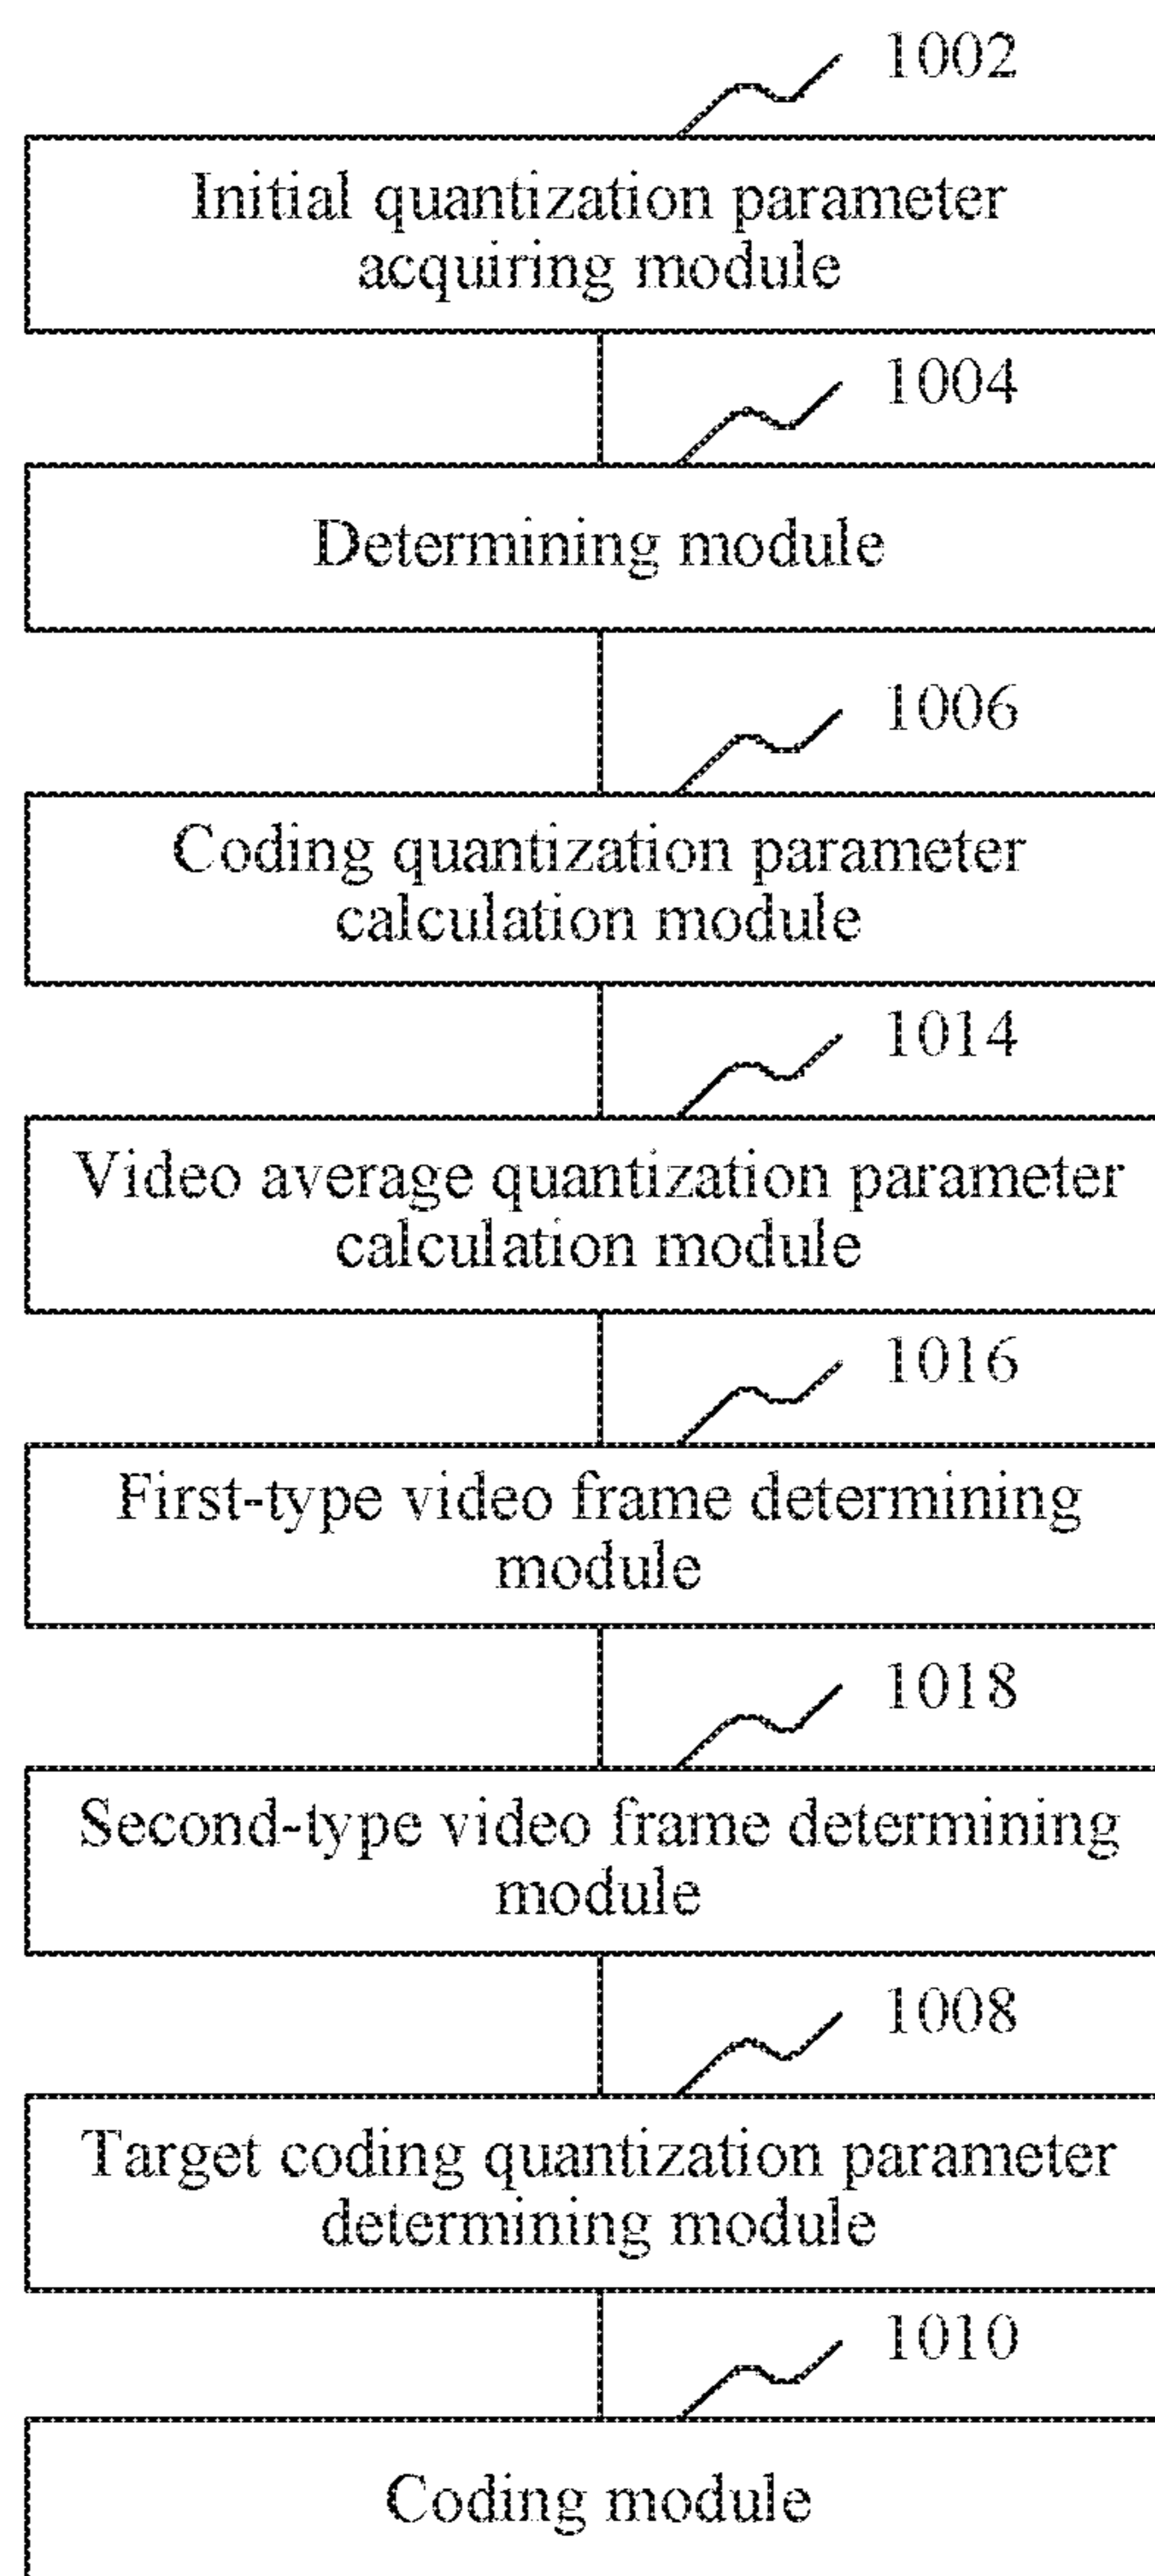 1002
Initial quantization parameter
acquiring module
1004
Determining module
1006
Coding quantization parameter
calculation module
1014
Video average quantization parameter
calculation module
1016
First-type video frame determining
module
1018
Second-type video frame determining
module
1008
Target coding quantization parameter
determining module
1010
Coding module